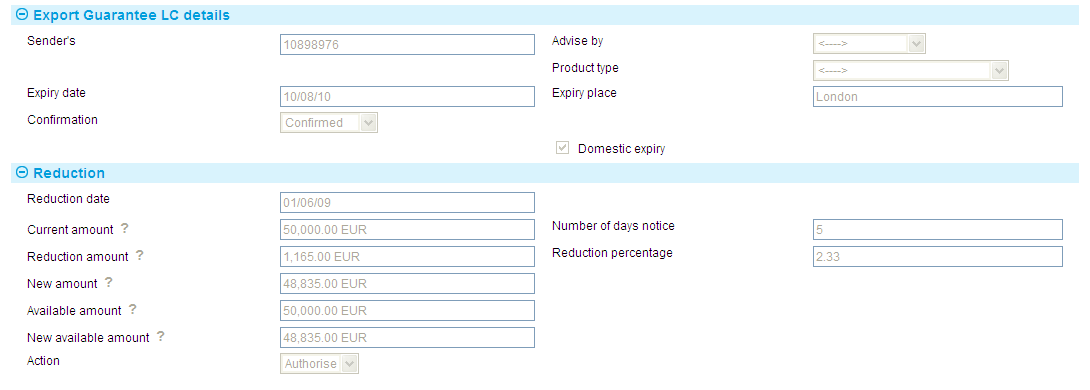 Export Guarantee LC details
Sender's 10898976 Advise by <---->
Product type <---->
Expiry date 10/08/10 Expiry place London
Confirmation Confirmed
Domestic expiry
Reduction
Reduction date 01/06/09
Current amount ? 50,000.00 EUR Number of days notice 5
Reduction amount ? 1,165.00 EUR Reduction percentage 2.33
New amount ? 48,835.00 EUR
Available amount ? 50,000.00 EUR
New available amount ? 48,835.00 EUR
Action Authorise